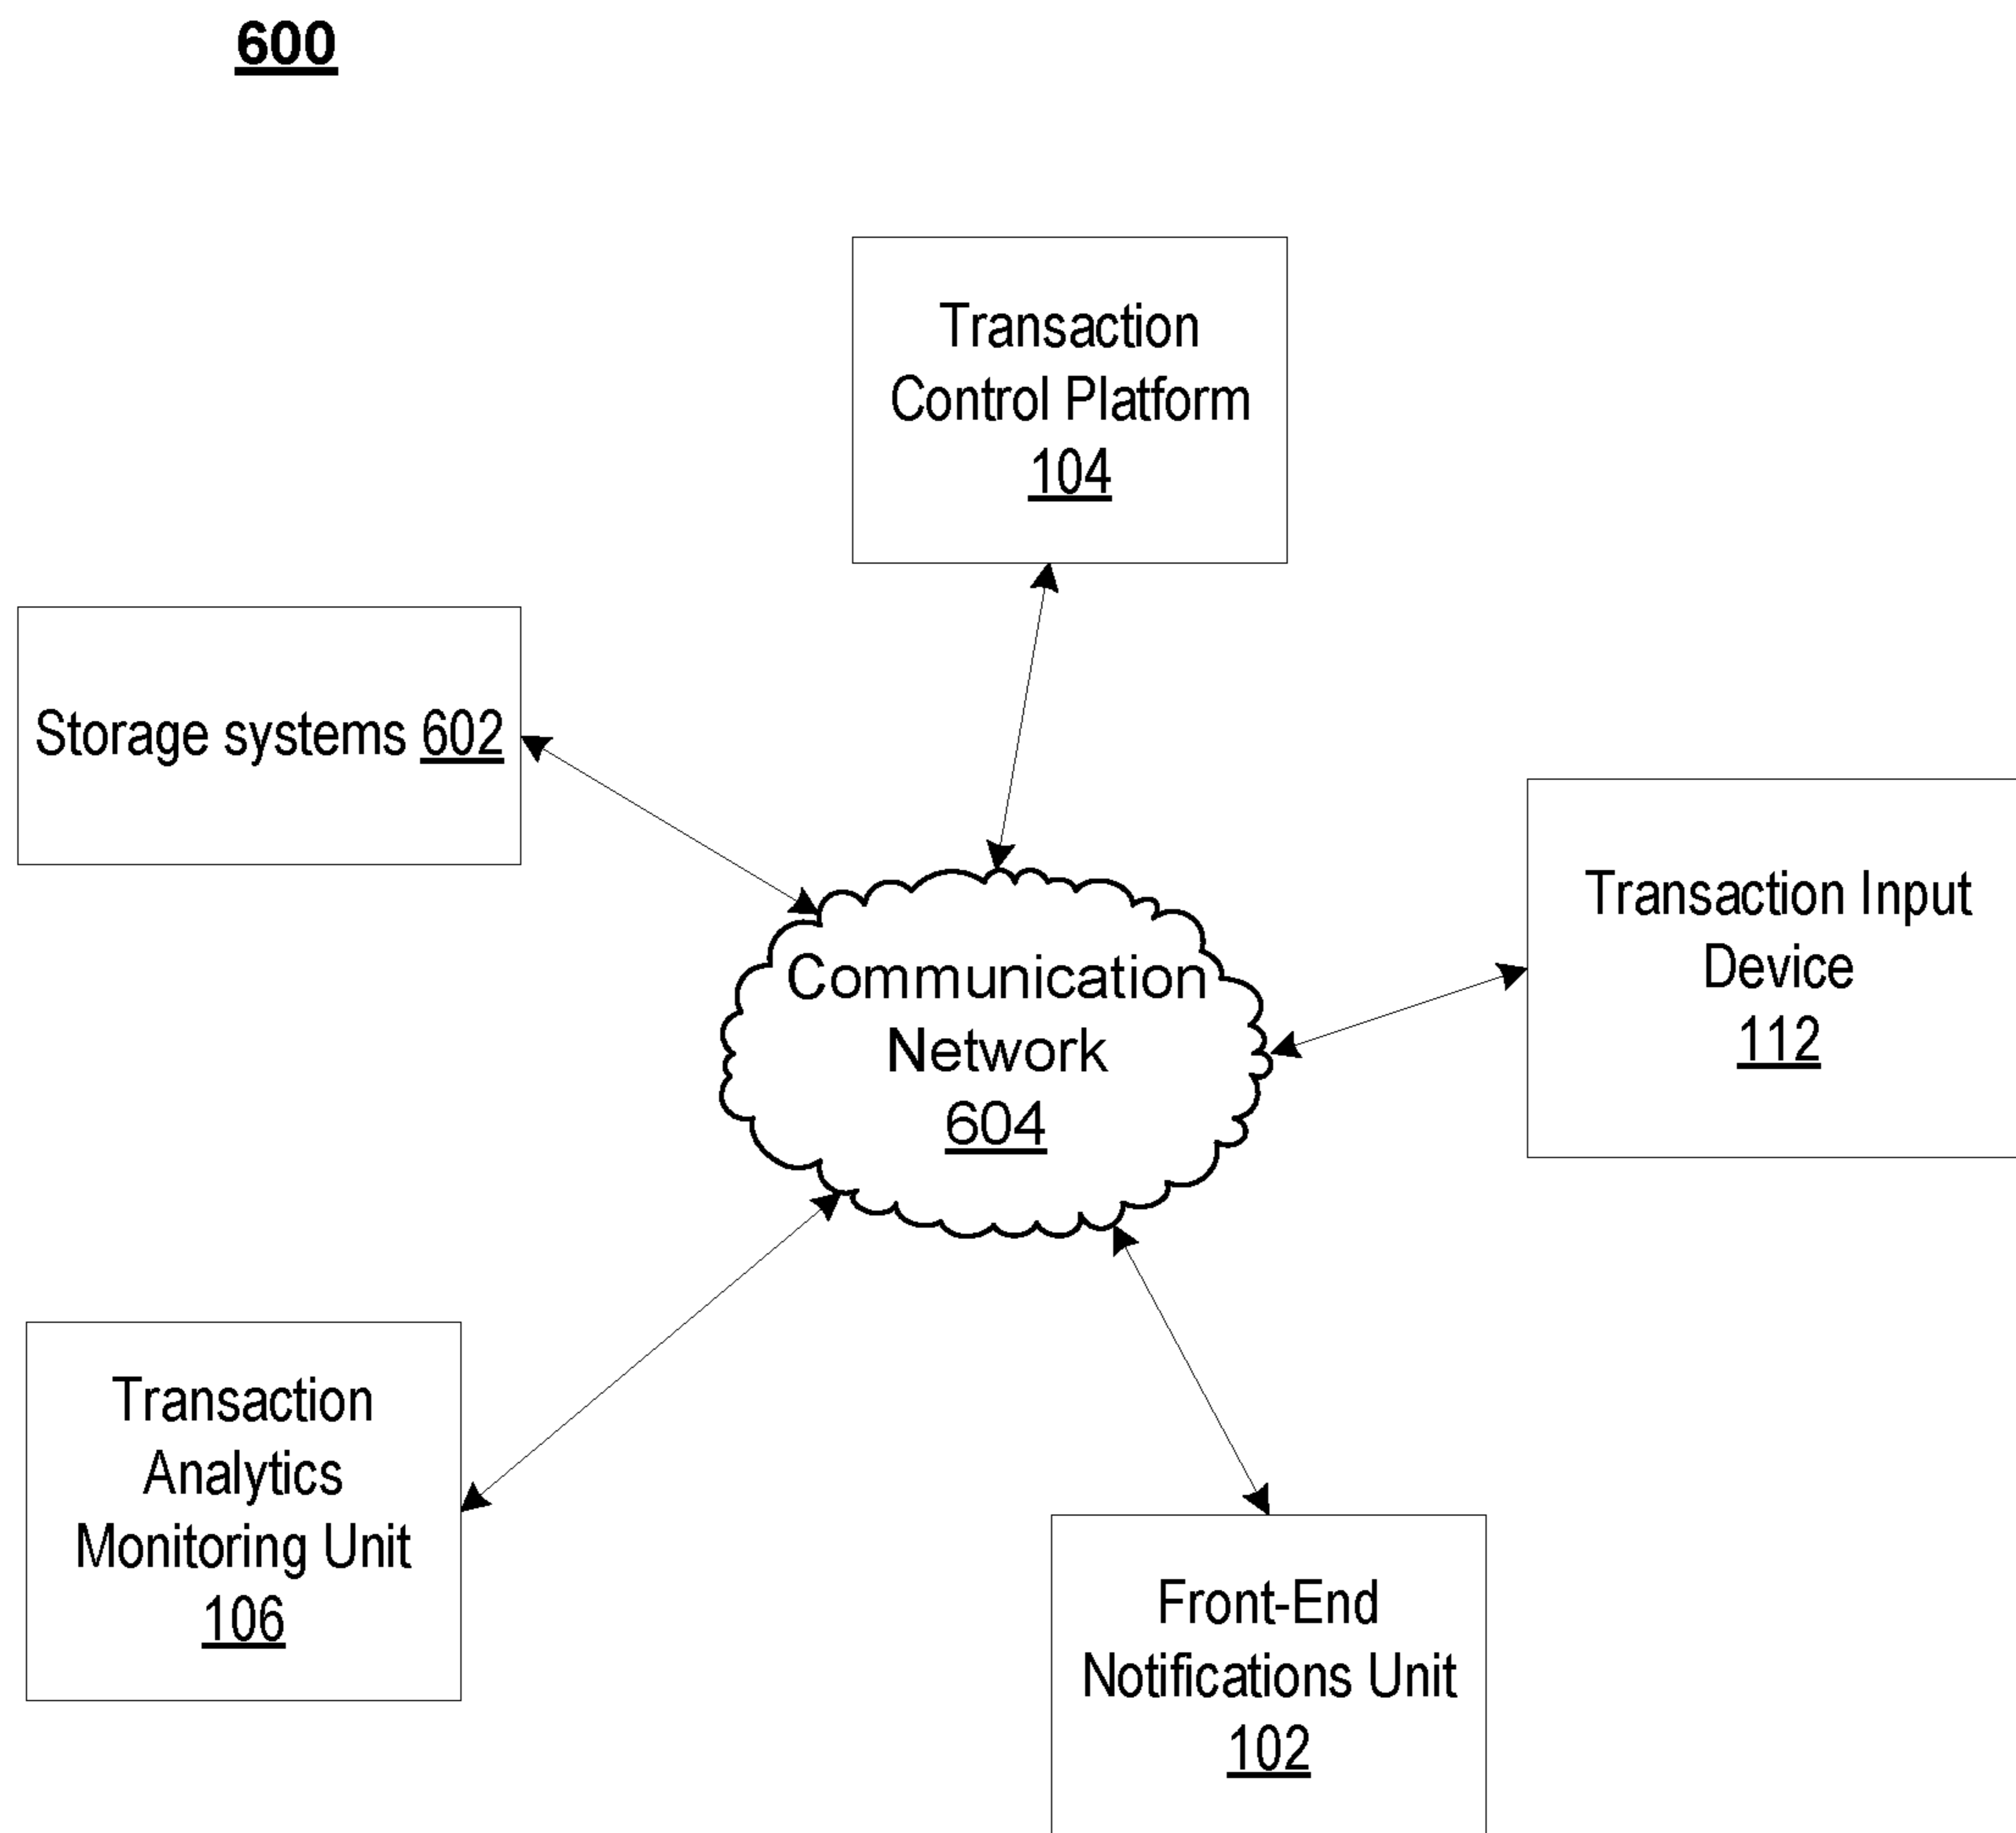 600
Transaction
Control Platform
104
Storage systems 602
Transaction Input
Device
112
Communication
Network
604
Transaction
Analytics
Monitoring Unit
106
Front-End
Notifications Unit
102